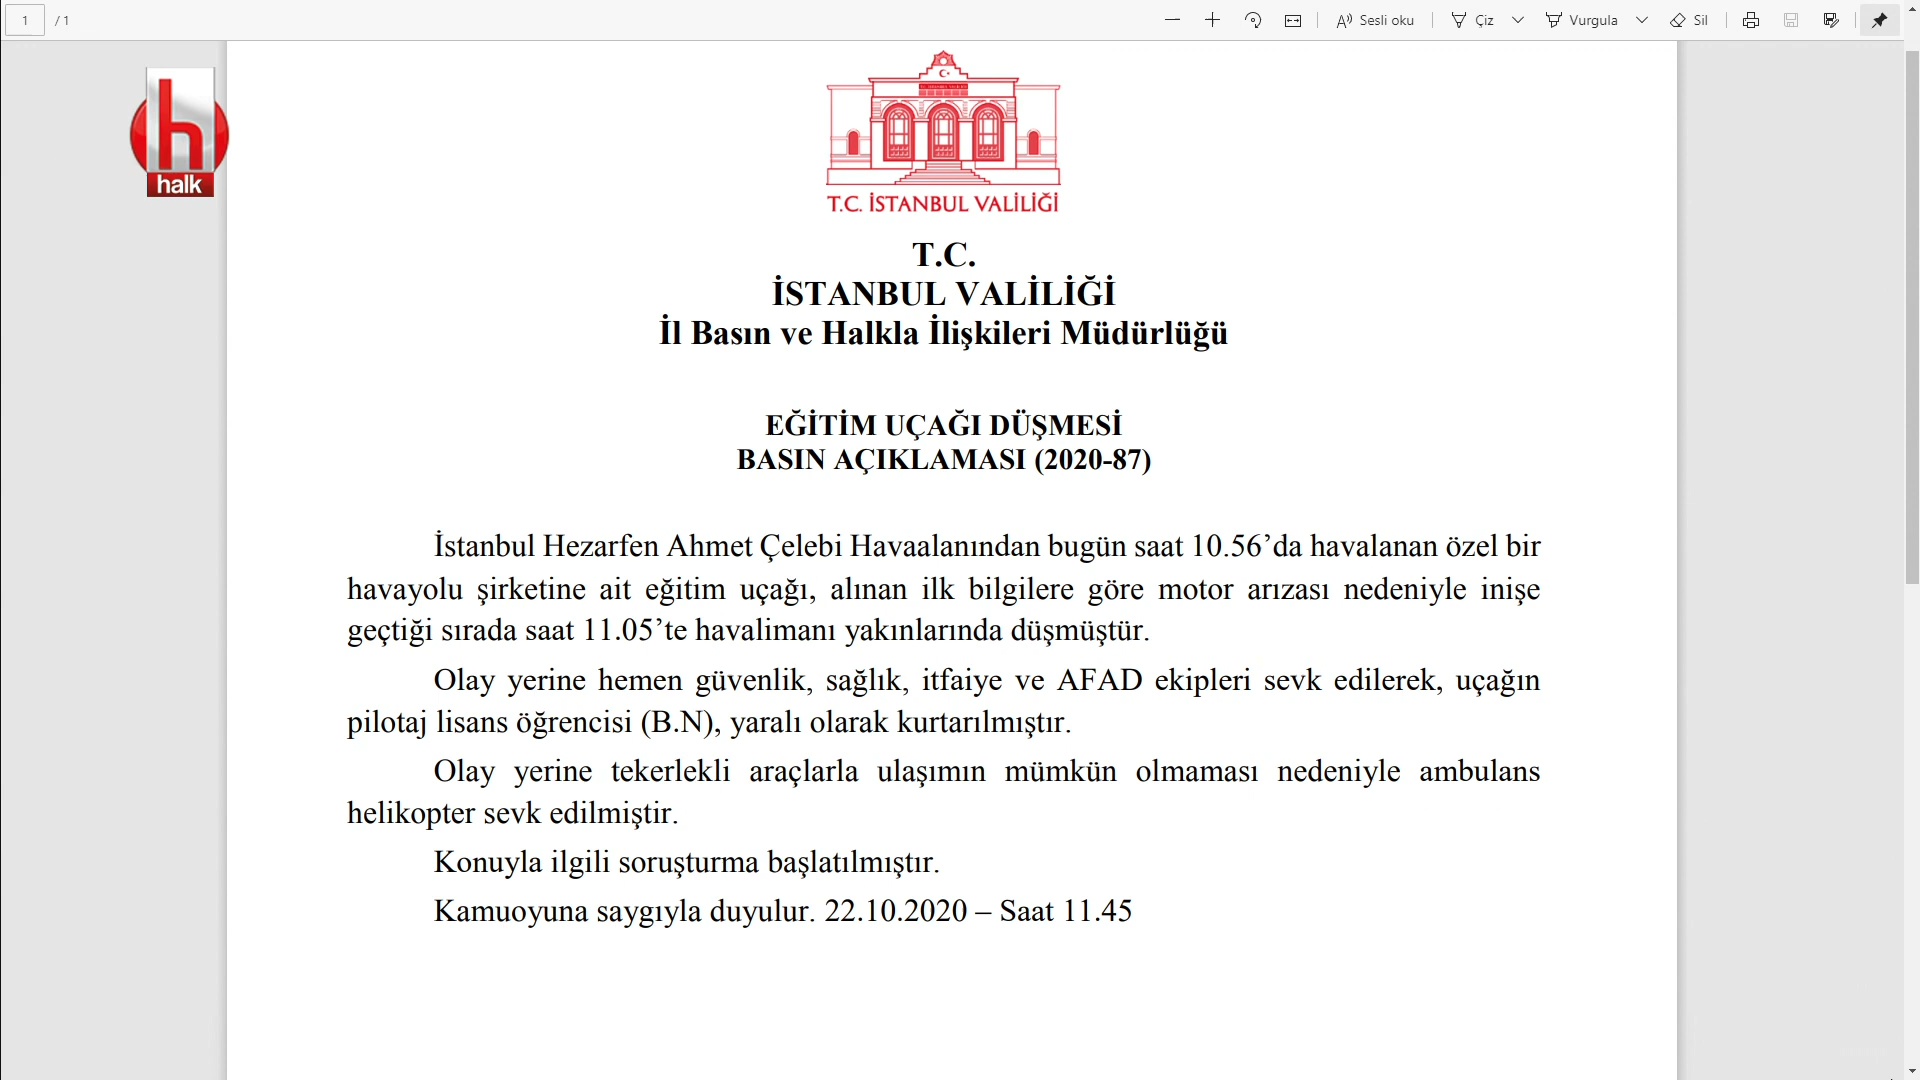 1 / 1 Sesli oku Çiz Vurgula Sil
h
halk
T.C. İSTANBUL VALİLİĞİ
T.C.
İSTANBUL VALİLİĞİ
İl Basın ve Halkla İlişkileri Müdürlüğü
EĞİTİM UÇAĞI DÜŞMESİ
BASIN AÇIKLAMASI (2020-87)
İstanbul Hezarfen Ahmet Çelebi Havaalanından bugün saat 10.56’da havalanan özel bir
havayolu şirketine ait eğitim uçağı, alınan ilk bilgilere göre motor arızası nedeniyle inişe
geçtiği sırada saat 11.05’te havalimanı yakınlarında düşmüştür.
Olay yerine hemen güvenlik, sağlık, itfaiye ve AFAD ekipleri sevk edilerek, uçağın
pilotaj lisans öğrencisi (B.N), yaralı olarak kurtarılmıştır.
Olay yerine tekerlekli araçlarla ulaşımın mümkün olmaması nedeniyle ambulans
helikopter sevk edilmiştir.
Konuyla ilgili soruşturma başlatılmıştır.
Kamuoyuna saygıyla duyulur. 22.10.2020 – Saat 11.45